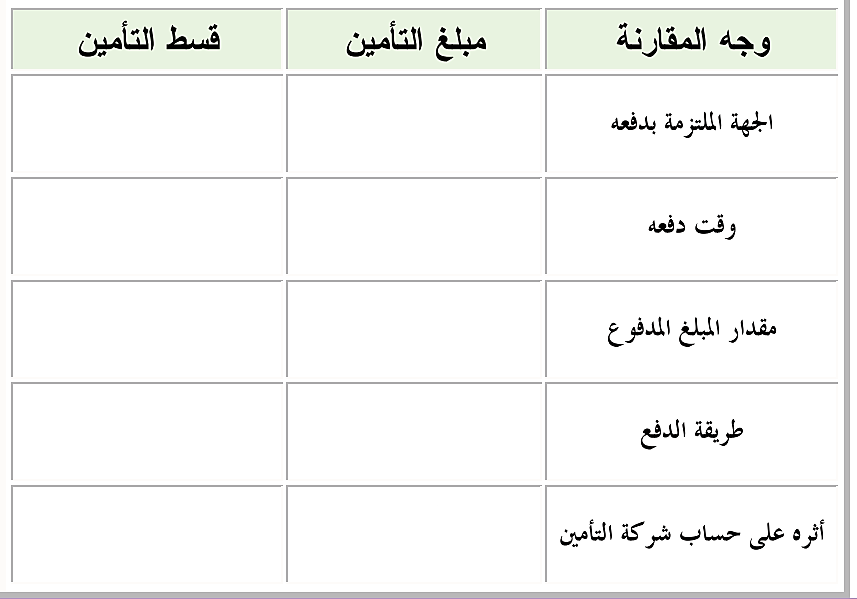 وجه المقارنة مبلغ التأمين قسط التأمين
الجهة الملتزمة بدفعه
وقت دفعه
مقدار المبلغ المدفوع
طريقة الدفع
أثره على حساب شركة التأمين